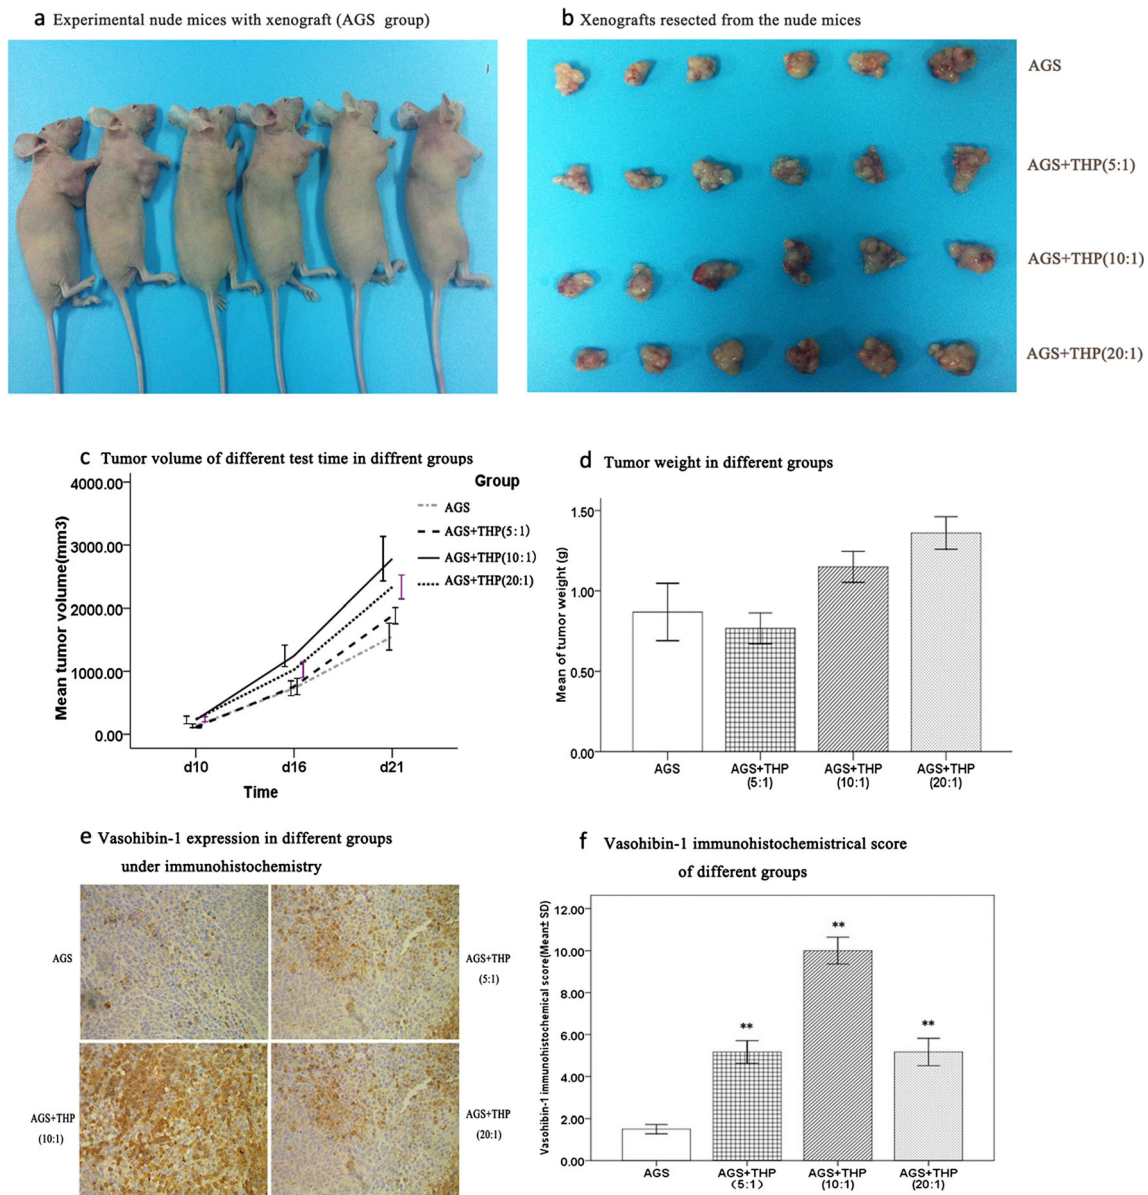 a Experimental nude mices with xenograft (AGS group)
b Xenografts resected from the nude mices
AGS
AGS+THP(5:1)
AGS+THP(10:1)
AGS+THP(20:1)
c Tumor volume of different test time in diffrent groups
4000.00
3000.00
2000.00
1000.00
0.00
Mean tumor volume(mm3)
d10
d16
d21
Time
Group
AGS
AGS+THP(5:1)
AGS+THP(10:1)
AGS+THP(20:1)
d Tumor weight in different groups
1.50
1.00
0.50
0.00
Mean of tumor weight (g)
AGS
AGS+THP
(5:1)
AGS+THP
(10:1)
AGS+THP
(20:1)
e Vasohibin-1 expression in different groups
under immunohistochemistry
AGS
AGS+THP
(5:1)
AGS+THP
(10:1)
AGS+THP
(20:1)
f Vasohibin-1 immunohistochemistrical score
of different groups
12.00
10.00
8.00
6.00
4.00
2.00
0.00
Vasohibin-1 immunohistochemical score(Mean± SD)
**
**
**
AGS
AGS+THP
(5:1)
AGS+THP
(10:1)
AGS+THP
(20:1)